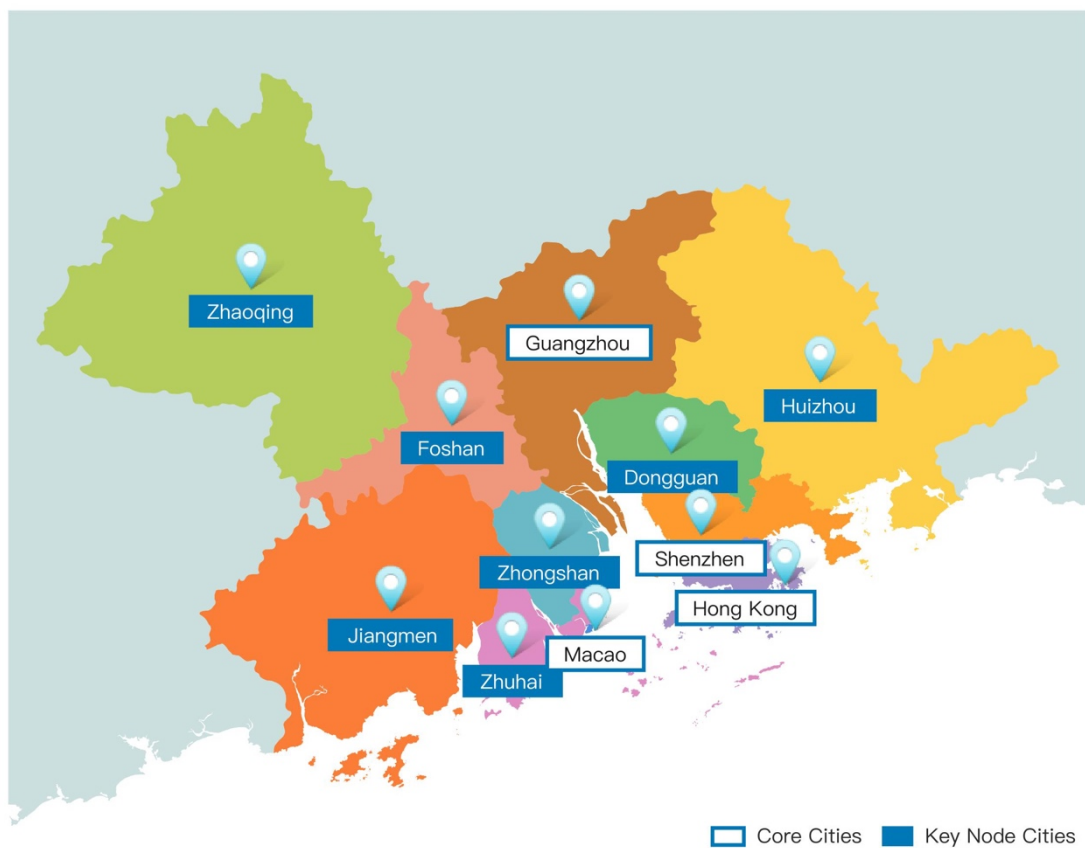 Zhaoqing
Guangzhou
Huizhou
Foshan
Dongguan
Shenzhen
Zhongshan
Hong Kong
Jiangmen
Macao
Zhuhai
Core Cities
Key Node Cities